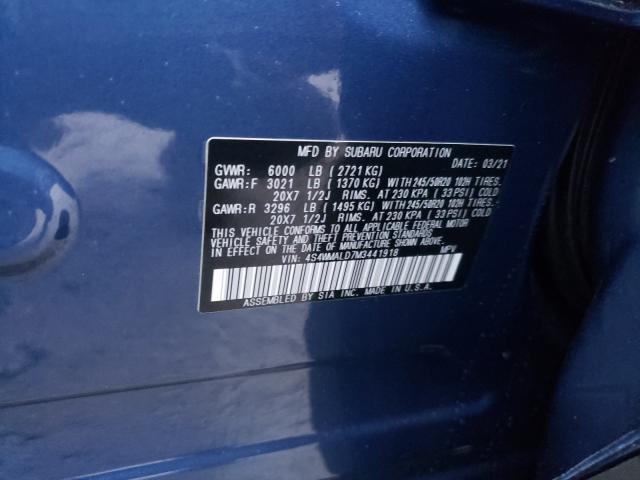 MFD BY SUBARU CORPORATION
GVWR: 6000 LB ( 2721 KG) DATE: 03/21
GAWR:F 3021 LB ( 1370 KG) WITH 245/50R20 102H TIRES.
20X7 1/2J RIMS. AT 230 KPA ( 33 PSI) COLD
GAWR:R 3296 LB ( 1495 KG) WITH 245/50R20 102H TIRES.
20X7 1/2J RIMS. AT 230 KPA ( 33 PSI) COLD
THIS VEHICLE CONFORMS TO ALL APPLICABLE FEDERAL MOTOR
VEHICLE SAFETY AND THEFT PREVENTION STANDARDS
IN EFFECT ON THE DATE OF MANUFACTURE SHOWN ABOVE.
VIN: 4S4WMALD7M3441918 MPV
ASSEMBLED BY SIA INC. MADE IN U.S.A.